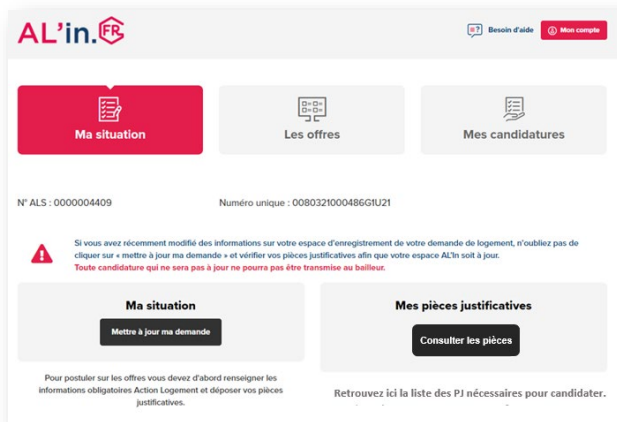 AL'in.FR
Besoin d'aide
Mon compte
Ma situation
Les offres
Mes candidatures
N° ALS : 0000004409
Numéro unique : 0080321000486G1U21
Si vous avez récemment modifié des informations sur votre espace d'enregistrement de votre demande de logement, n'oubliez pas de
cliquer sur « mettre à jour ma demande » et vérifier vos pièces justificatives afin que votre espace AL'in soit à jour.
Toute candidature qui ne sera pas à jour ne pourra pas être transmise au bailleur.
Ma situation
Mettre à jour ma demande
Pour postuler sur les offres vous devez d'abord renseigner les
informations obligatoires Action Logement et déposer vos pièces
justificatives.
Mes pièces justificatives
Consulter les pièces
Retrouvez ici la liste des PJ nécessaires pour candidater.